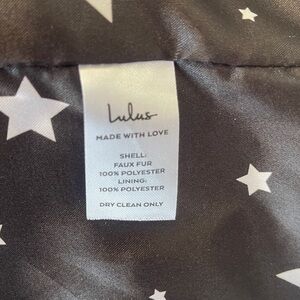 Lulus
MADE WITH LOVE
SHELL:
FAUX FUR
100% POLYESTER
LINING:
100% POLYESTER
DRY CLEAN ONLY